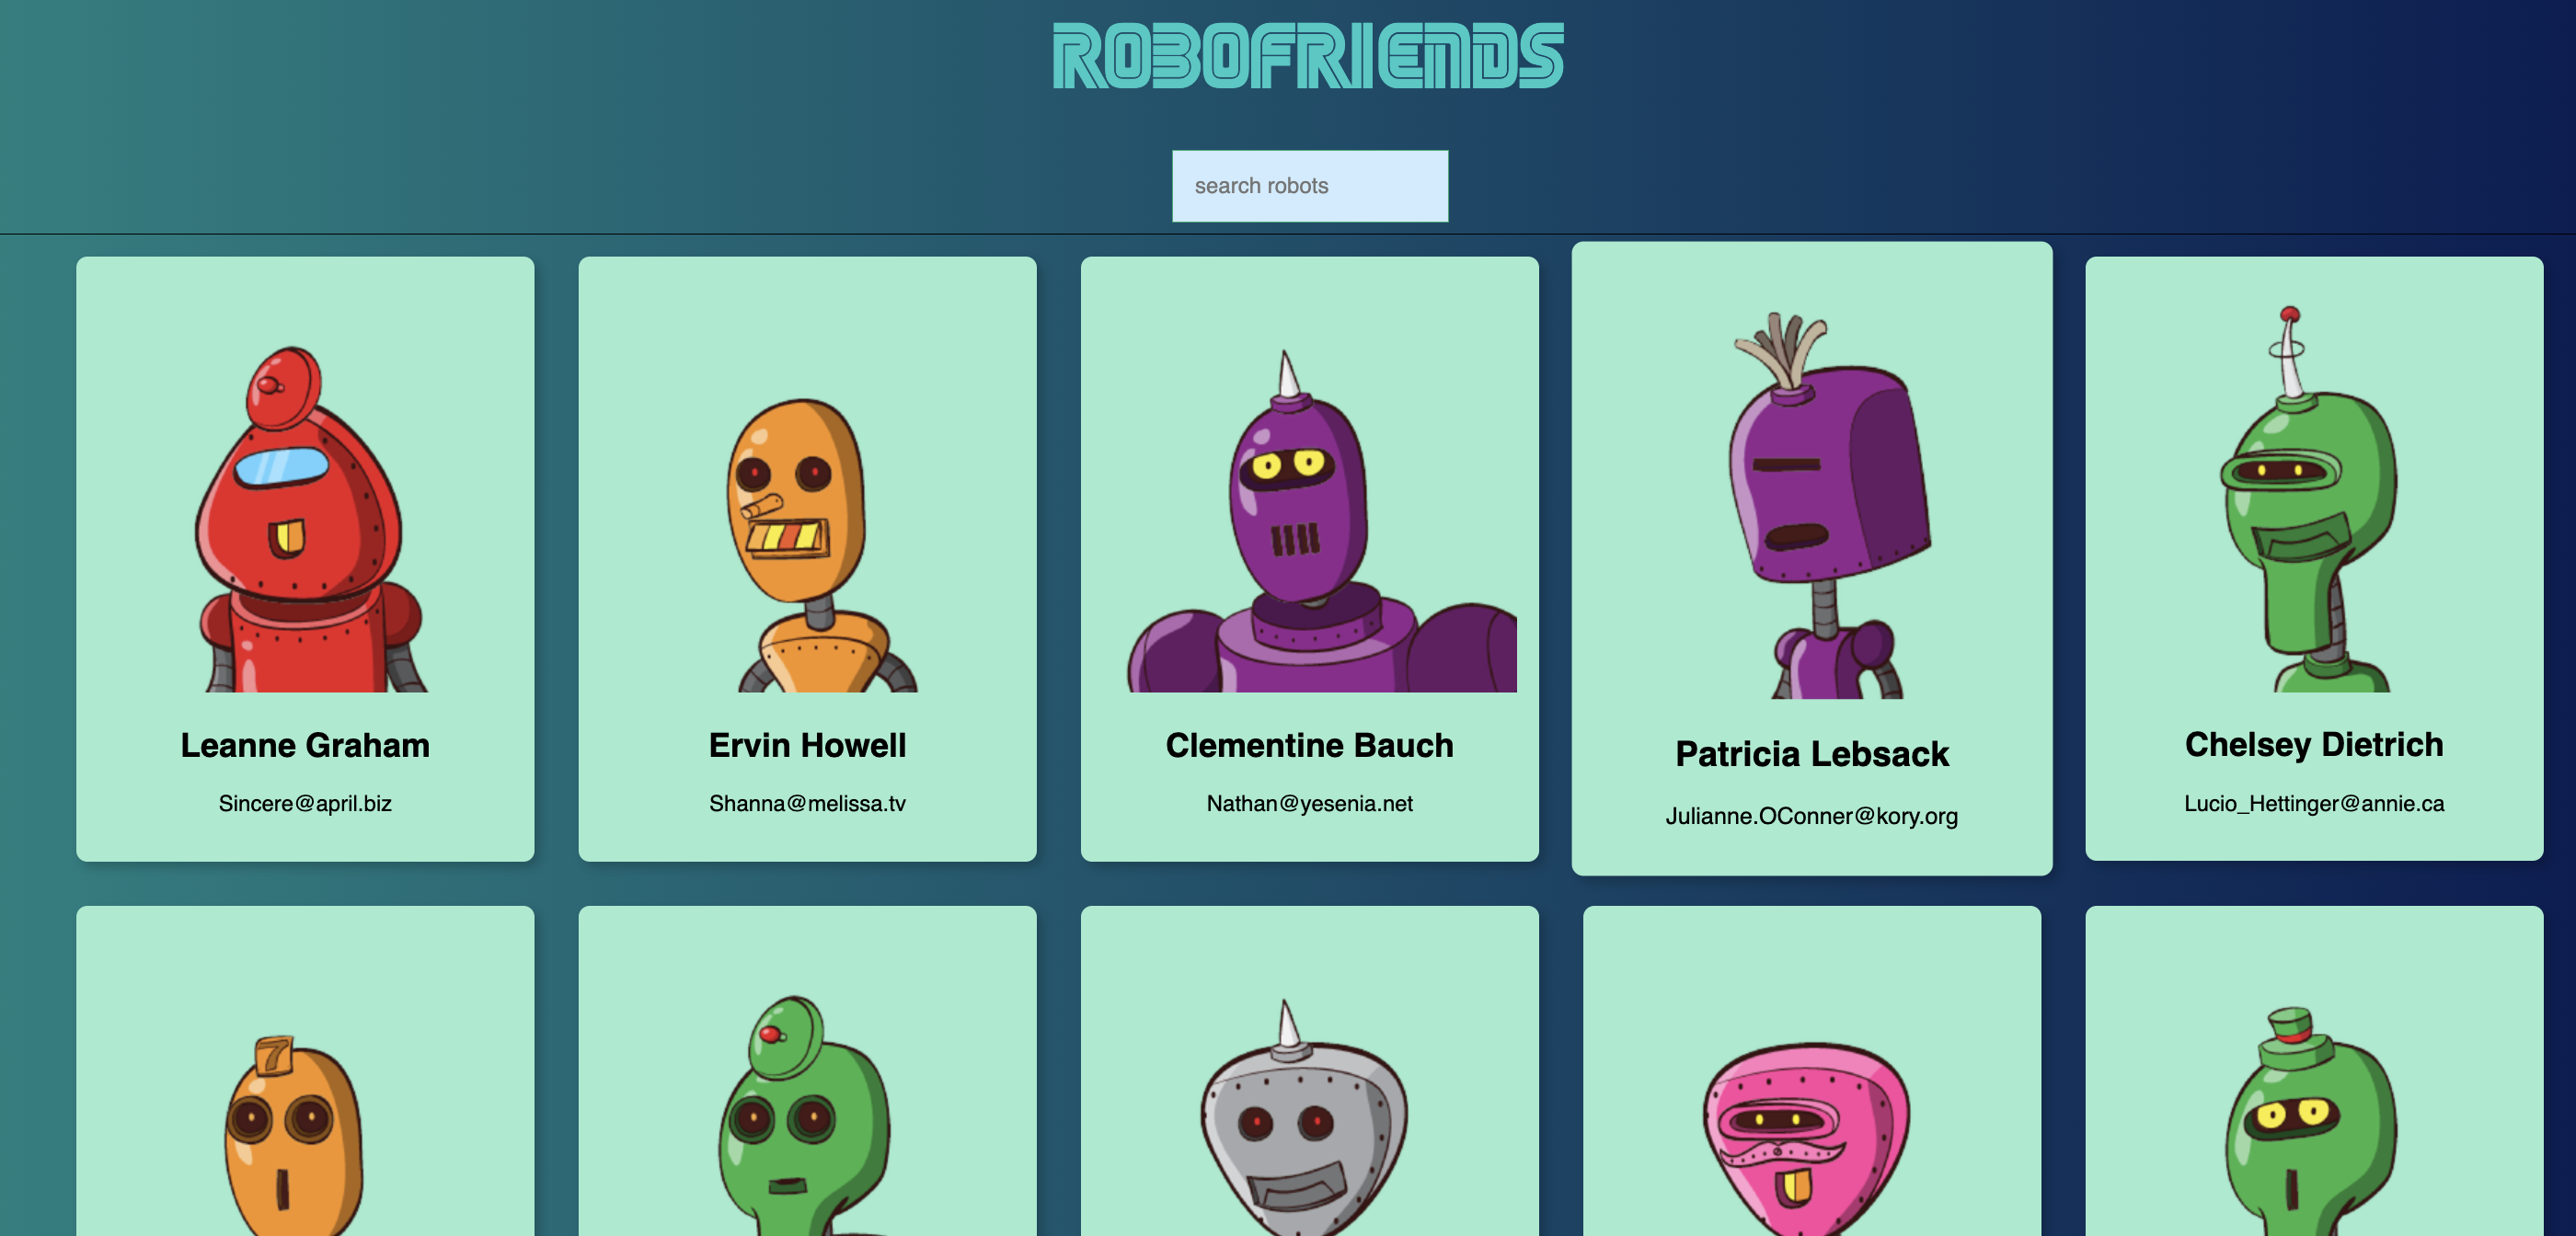 ROBOFRIENDS
search robots
Leanne Graham
Sincere@april.biz
Ervin Howell
Shanna@melissa.tv
Clementine Bauch
Nathan@yesenia.net
Patricia Lebsack
Julianne.OConner@kory.org
Chelsey Dietrich
Lucio_Hettinger@annie.ca
7